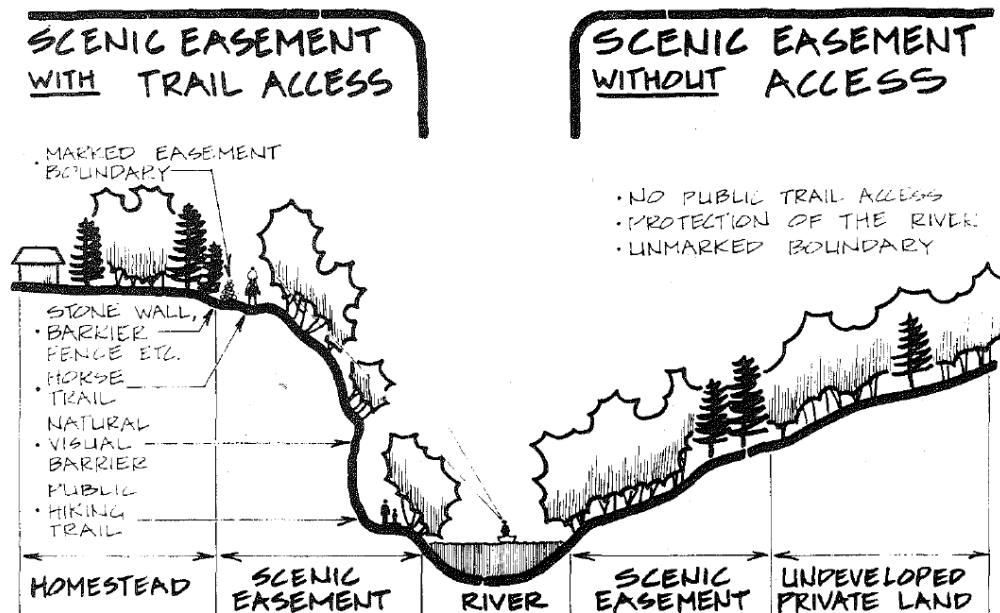 SCENIC EASEMENT
WITH TRAIL ACCESS
SCENIC EASEMENT
WITHOUT ACCESS
• MARKED EASEMENT
BOUNDARY
• NO PUBLIC TRAIL ACCESS
• PROTECTION OF THE RIVER
• UNMARKED BOUNDARY
STONE WALL,
• BARRIER
FENCE ETC.
• HORSE
TRAIL
NATURAL
• VISUAL
BARRIER
PUBLIC
• HIKING
TRAIL
HOMESTEAD
SCENIC
EASEMENT
RIVER
SCENIC
EASEMENT
UNDEVELOPED
PRIVATE LAND